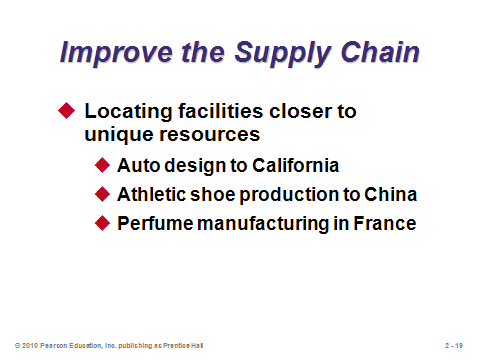 Improve the Supply Chain
Locating facilities closer to
unique resources
Auto design to California
Athletic shoe production to China
Perfume manufacturing in France
© 2010 Pearson Education, Inc. publishing as Prentice Hall
2 - 19